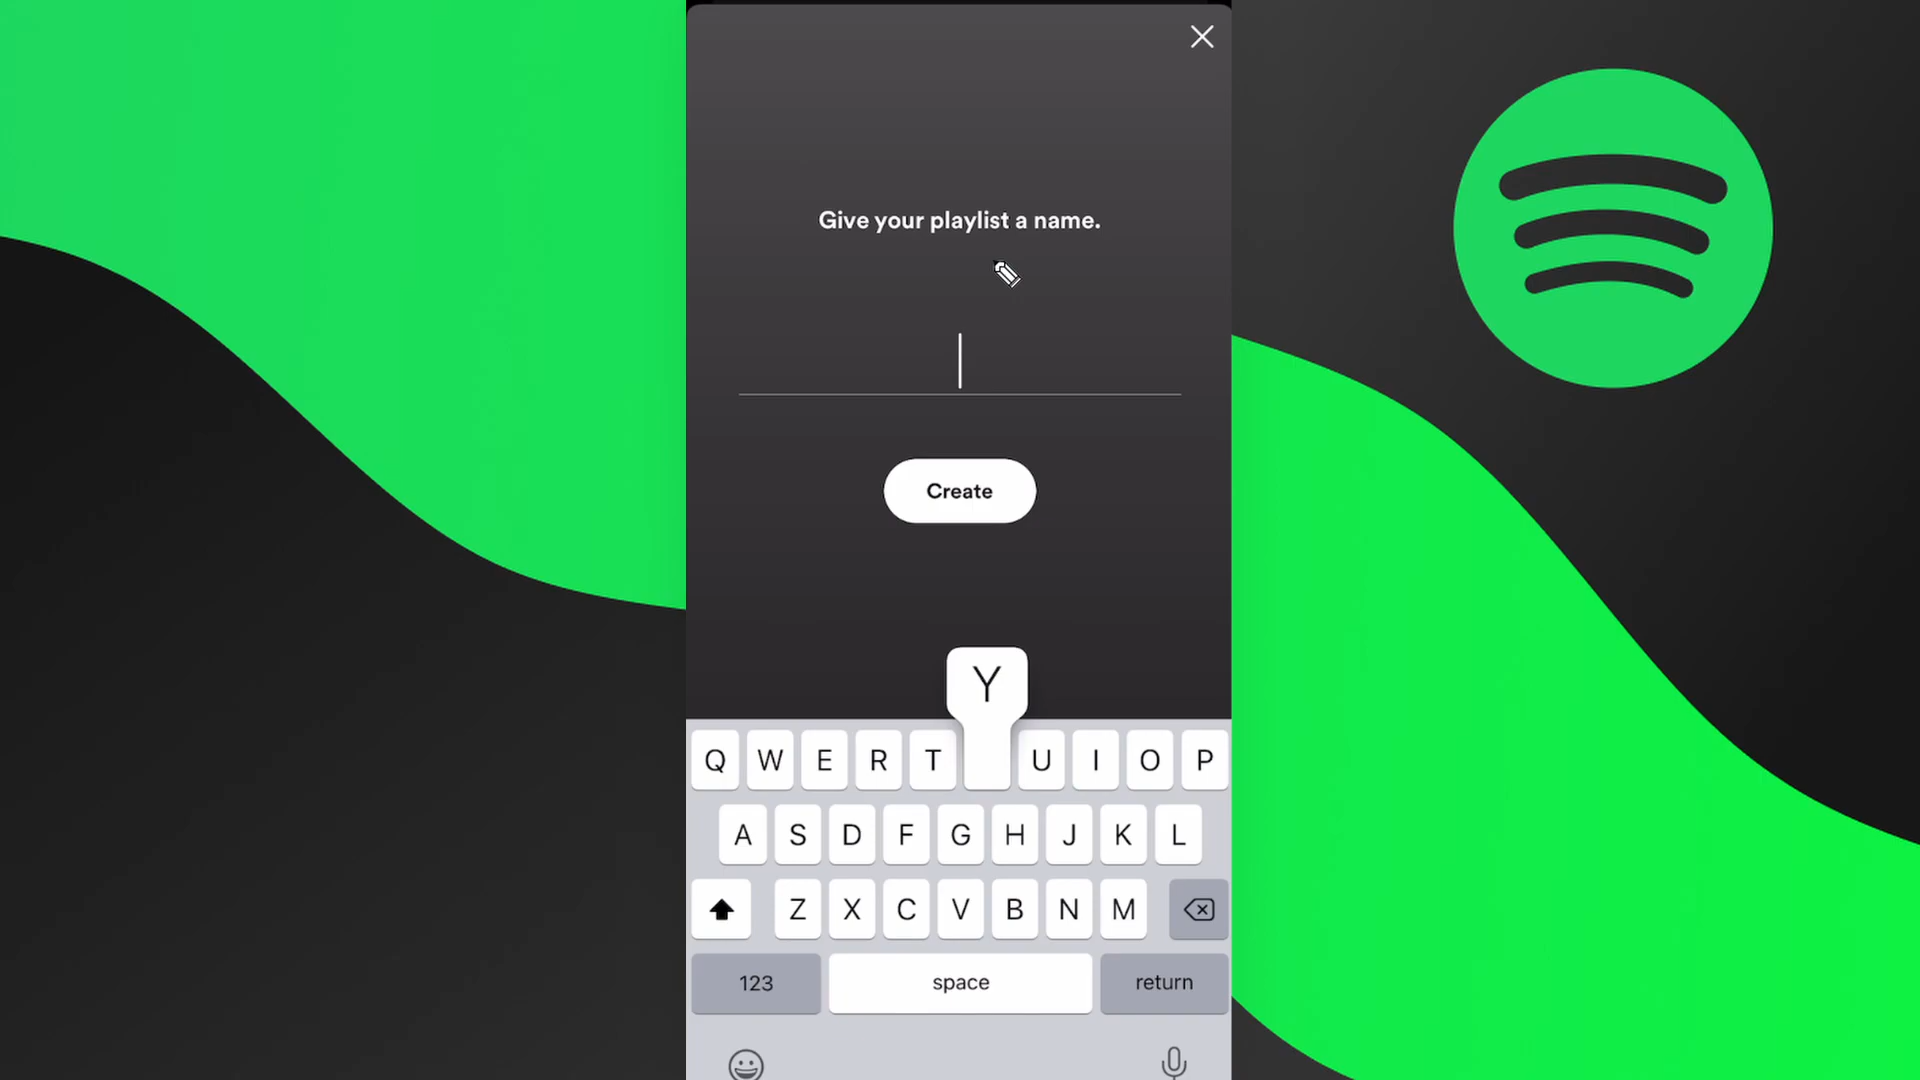 Give your playlist a name.
Create
Y
Q W E R T U I O P
A S D F G H J K L
Z X C V B N M
123 space return